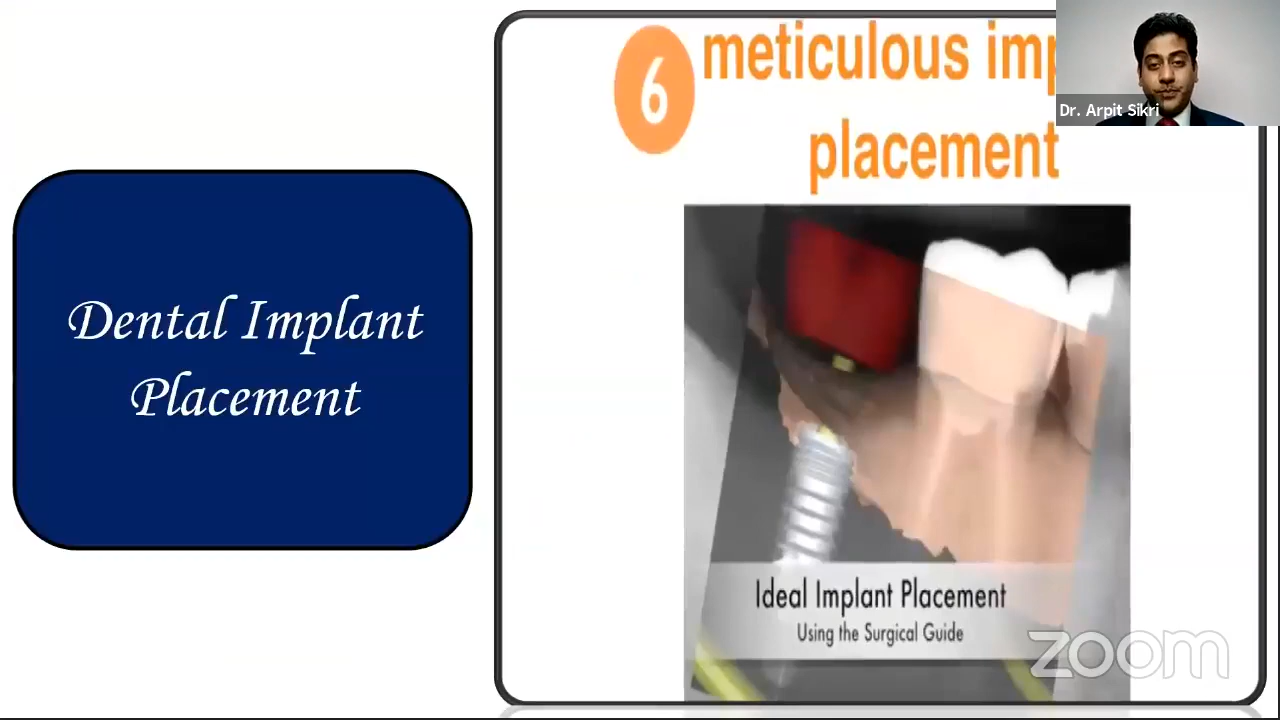 Dental Implant
Placement
6
meticulous imp
placement
Dr. Arpit Sikri
Ideal Implant Placement
Using the Surgical Guide
zoom